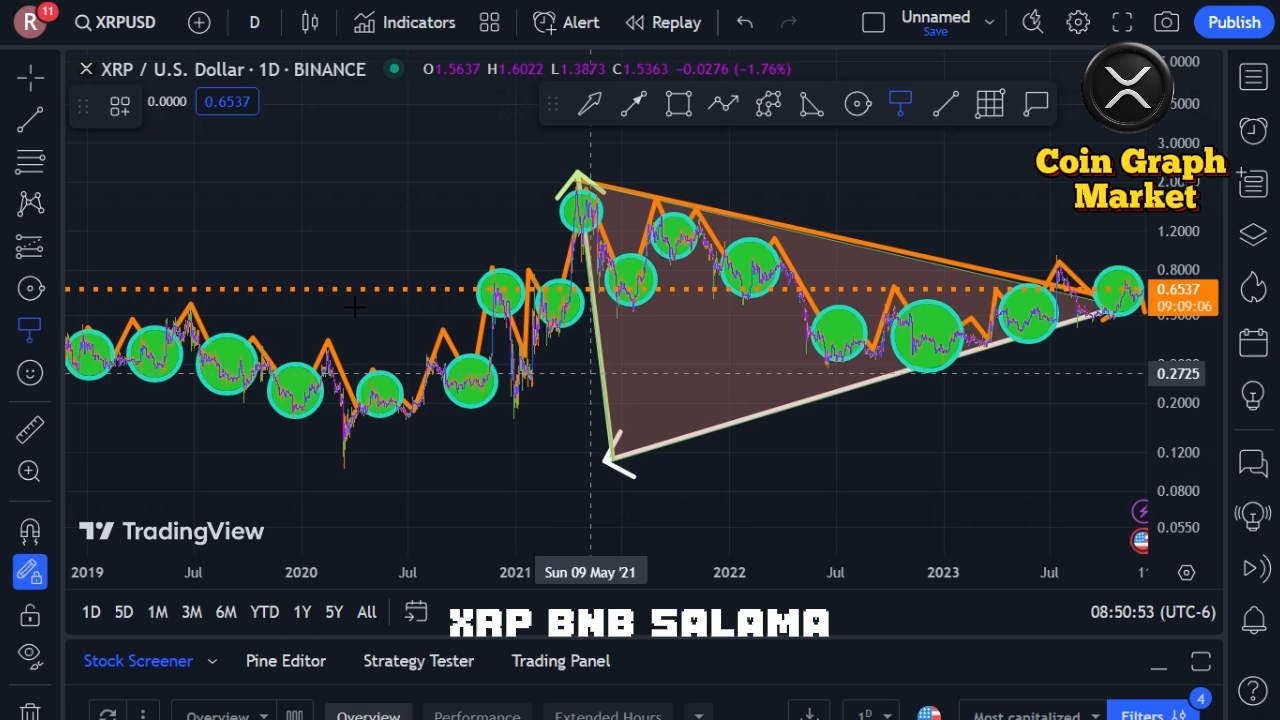 R 11 XRPUSD D Indicators Alert Replay Unnamed Publish
Save
XRP / U.S. Dollar · 1D · BINANCE O1.5637 H1.6022 L1.3873 C1.5363 -0.0276 (-1.76%)
0.0000 0.6537
3.0000
Coin Graph
Market
1.2000
0.8000
0.6537
09:09:06
0.2725
0.2000
0.1200
0.0800
0.0550
TradingView
2019 Jul 2020 Jul 2021 Sun 09 May '21 2022 Jul 2023 Jul
1D 5D 1M 3M 6M YTD 1Y 5Y All 08:50:53 (UTC-6)
XRP BNB SALAMA
Stock Screener Pine Editor Strategy Tester Trading Panel
4
Overview Overview Performance Extended Hours 1D Most capitalized Filters